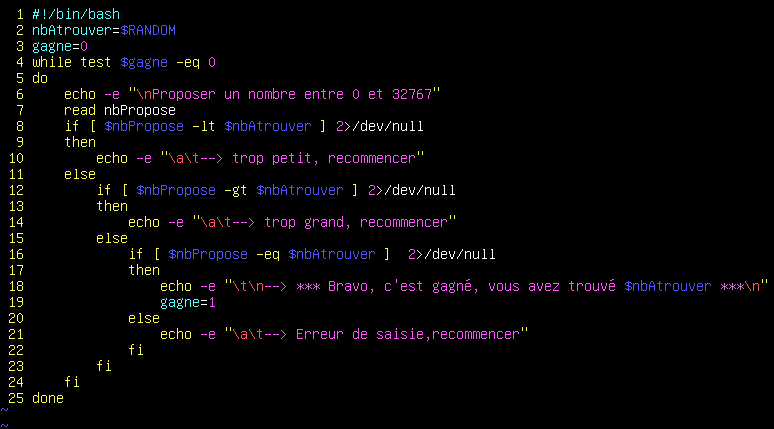 1 #!/bin/bash
2 nbAtrouver=$RANDOM
3 gagne=0
4 while test $gagne -eq 0
5 do
6     echo -e "\nProposer un nombre entre 0 et 32767"
7     read nbPropose
8     if [ $nbPropose -lt $nbAtrouver ] 2>/dev/null
9     then
10         echo -e "\a\t--> trop petit, recommencer"
11     else
12         if [ $nbPropose -gt $nbAtrouver ] 2>/dev/null
13         then
14             echo -e "\a\t--> trop grand, recommencer"
15         else
16             if [ $nbPropose -eq $nbAtrouver ]  2>/dev/null
17             then
18                 echo -e "\t\n--> *** Bravo, c'est gagné, vous avez trouvé $nbAtrouver ***\n"
19                 gagne=1
20             else
21                 echo -e "\a\t--> Erreur de saisie,recommencer"
22             fi
23         fi
24     fi
25 done
~
~